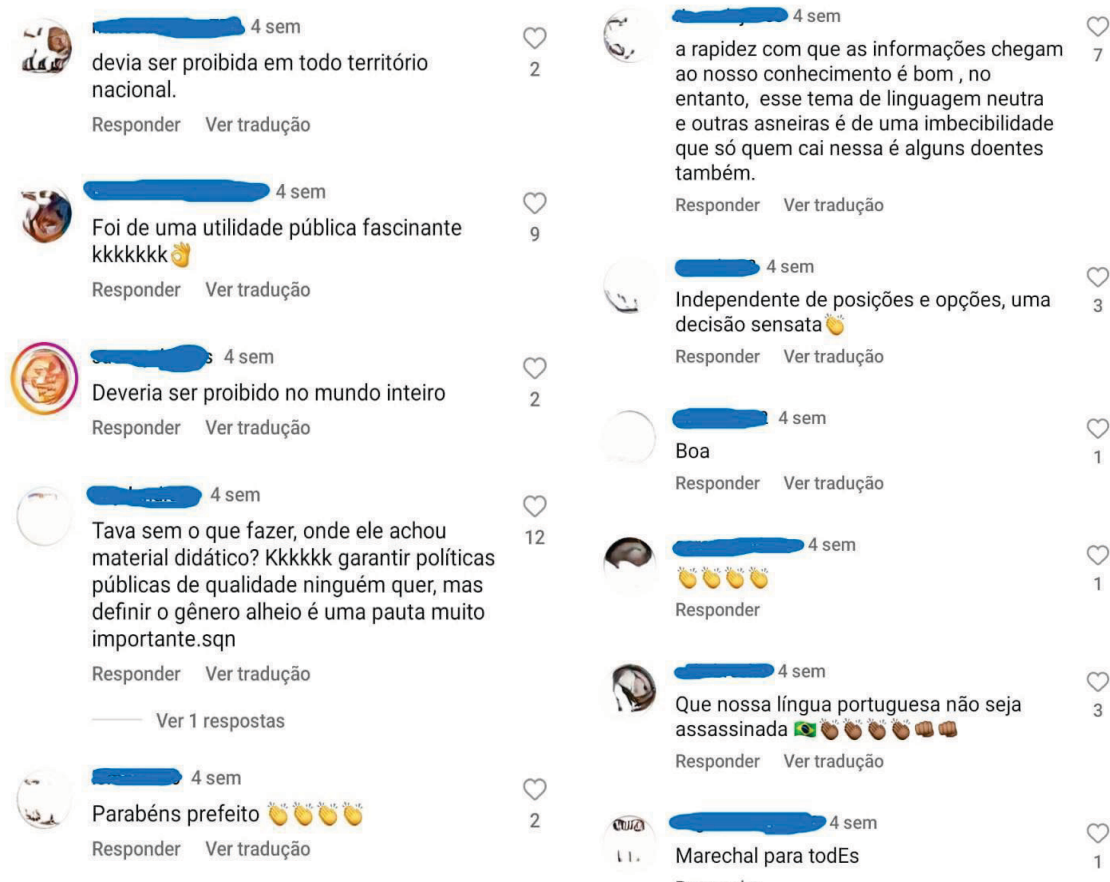 4 sem
devia ser proibida em todo território
nacional.
2
Responder Ver tradução
4 sem
Foi de uma utilidade pública fascinante
kkkkkkk👌
9
Responder Ver tradução
4 sem
Deveria ser proibido no mundo inteiro
2
Responder Ver tradução
4 sem
Tava sem o que fazer, onde ele achou
12
material didático? Kkkkkk garantir políticas
públicas de qualidade ninguém quer, mas
definir o gênero alheio é uma pauta muito
importante.sqn
Responder Ver tradução
Ver 1 respostas
4 sem
Parabéns prefeito 👏👏👏👏
2
Responder Ver tradução
4 sem
a rapidez com que as informações chegam
7
ao nosso conhecimento é bom , no
entanto, esse tema de linguagem neutra
e outras asneiras é de uma imbecibilidade
que só quem cai nessa é alguns doentes
também.
Responder Ver tradução
4 sem
Independente de posições e opções, uma
3
decisão sensata👏
Responder Ver tradução
4 sem
Boa
1
Responder Ver tradução
4 sem
👏👏👏👏
1
Responder
4 sem
Que nossa língua portuguesa não seja
3
assassinada 🇧🇷👏🏾👏🏾👏🏾👏🏾👊🏾👊🏾
Responder Ver tradução
4 sem
Marechal para todEs
1